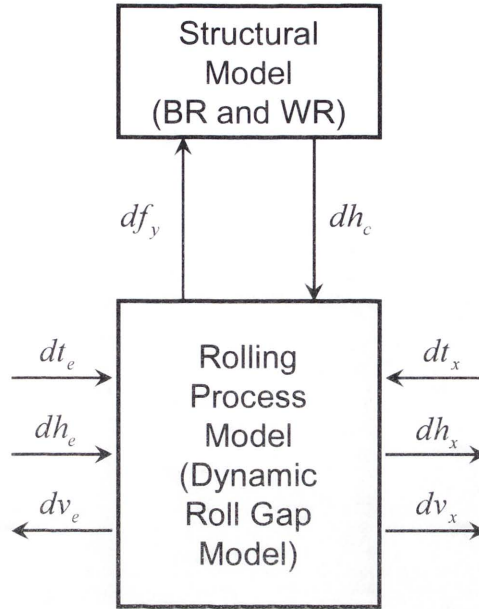 Structural
Model
(BR and WR)
df_y
dh_c
dt_e
dh_e
dv_e
Rolling
Process
Model
(Dynamic
Roll Gap
Model)
dt_x
dh_x
dv_x